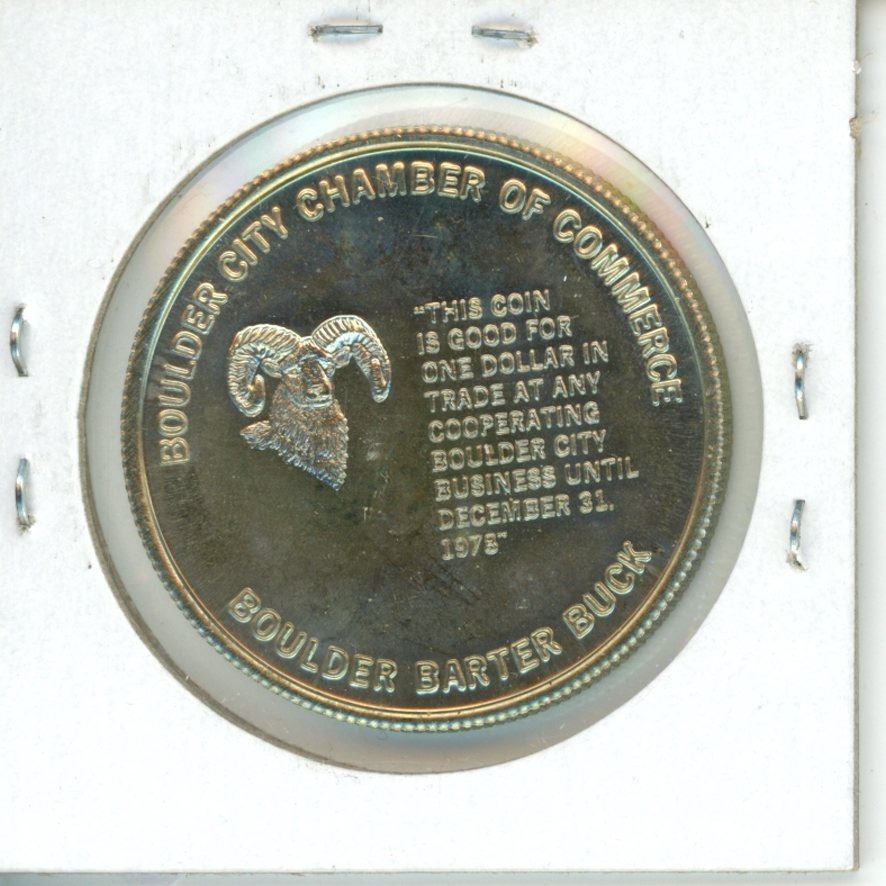 BOULDER CITY CHAMBER OF COMMERCE
"THIS COIN
IS GOOD FOR
ONE DOLLAR IN
TRADE AT ANY
COOPERATING
BOULDER CITY
BUSINESS UNTIL
DECEMBER 31.
1978"
BOULDER BARTER BUCK